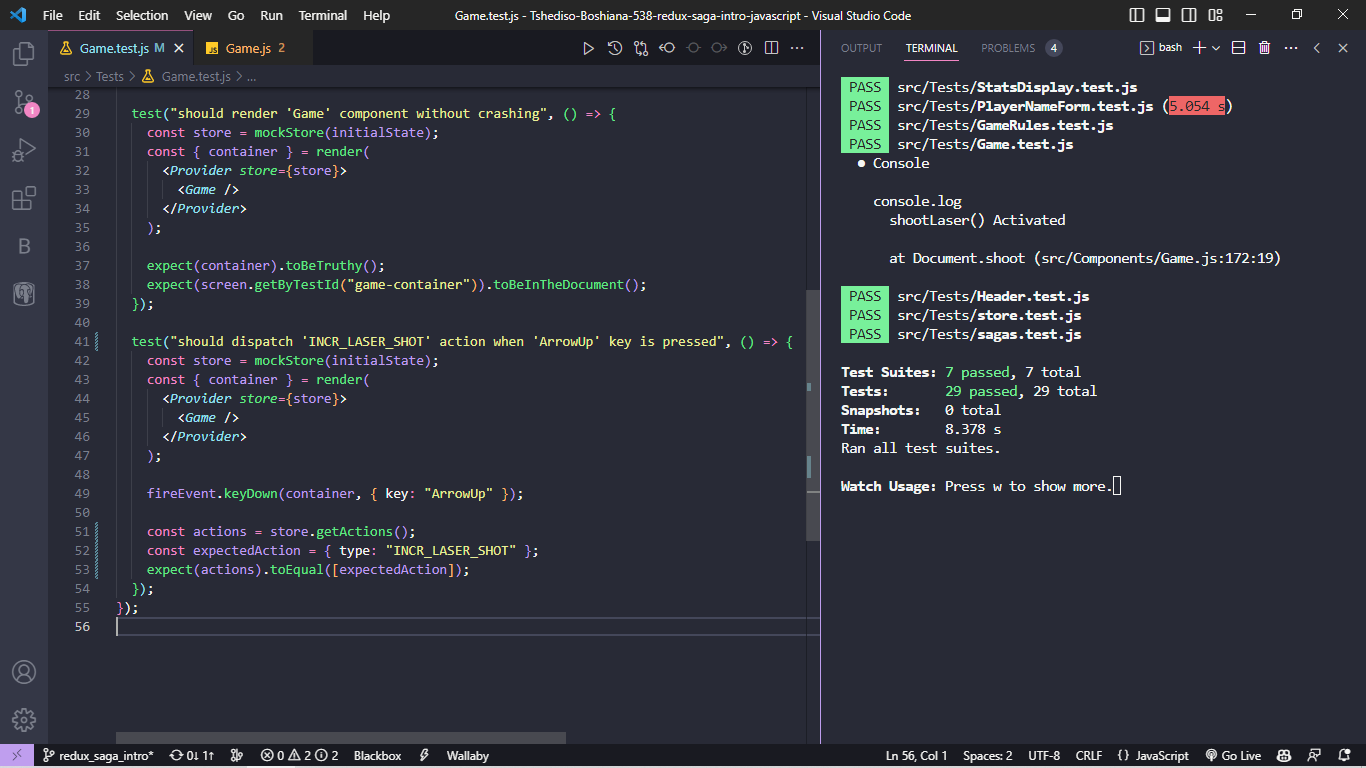 File Edit Selection View Go Run Terminal Help
Game.test.js - Tshediso-Boshiana-538-redux-saga-intro-javascript - Visual Studio Code
Game.test.js M
JS Game.js 2
src > Tests > Game.test.js > ...
28
29 test("should render 'Game' component without crashing", () => {
30 const store = mockStore(initialState);
31 const { container } = render(
32 <Provider store={store}>
33 <Game />
34 </Provider>
35 );
36
37 expect(container).toBeTruthy();
38 expect(screen.getByTestId("game-container")).toBeInTheDocument();
39 });
40
41 test("should dispatch 'INCR_LASER_SHOT' action when 'ArrowUp' key is pressed", () => {
42 const store = mockStore(initialState);
43 const { container } = render(
44 <Provider store={store}>
45 <Game />
46 </Provider>
47 );
48
49 fireEvent.keyDown(container, { key: "ArrowUp" });
50
51 const actions = store.getActions();
52 const expectedAction = { type: "INCR_LASER_SHOT" };
53 expect(actions).toEqual([expectedAction]);
54 });
55 });
56
OUTPUT TERMINAL PROBLEMS 4
bash
PASS src/Tests/StatsDisplay.test.js
PASS src/Tests/PlayerNameForm.test.js (5.054 s)
PASS src/Tests/GameRules.test.js
PASS src/Tests/Game.test.js
● Console
console.log
shootLaser() Activated
at Document.shoot (src/Components/Game.js:172:19)
PASS src/Tests/Header.test.js
PASS src/Tests/store.test.js
PASS src/Tests/sagas.test.js
Test Suites: 7 passed, 7 total
Tests: 29 passed, 29 total
Snapshots: 0 total
Time: 8.378 s
Ran all test suites.
Watch Usage: Press w to show more.
1
B
redux_saga_intro* 0↓ 1↑ 0 2 2 Blackbox Wallaby
Ln 56, Col 1 Spaces: 2 UTF-8 CRLF {} JavaScript Go Live